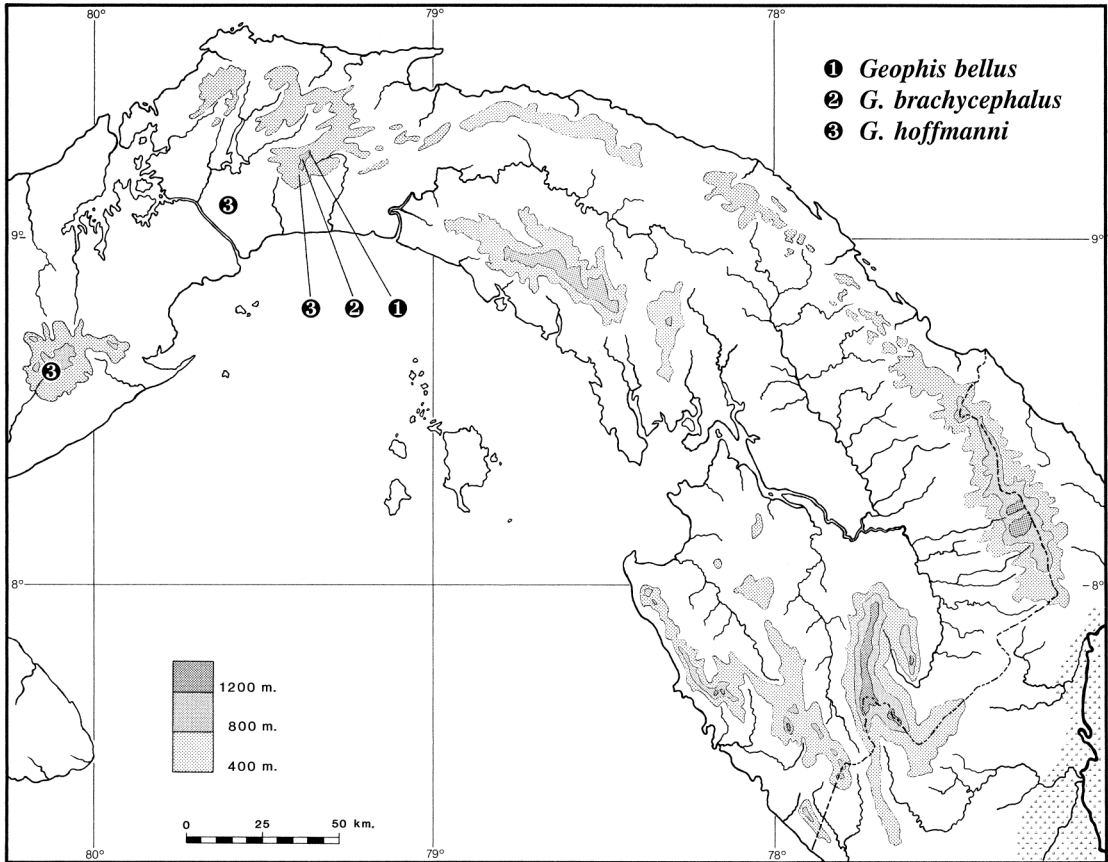 80° 79° 78°
❶ Geophis bellus
❷ G. brachycephalus
❸ G. hoffmanni
❸
9° 9°
❸ ❷ ❶
❸
8° 8°
1200 m.
800 m.
400 m.
0 25 50 km.
80° 79° 78°